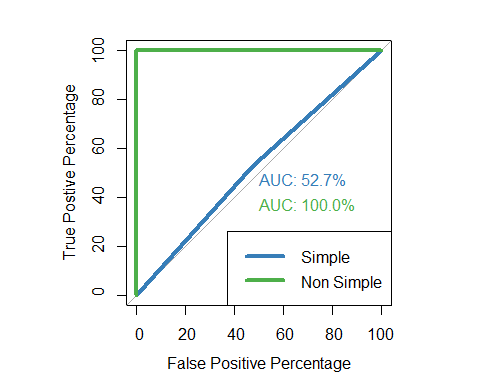 100
80
60
40
20
0
True Postive Percentage
AUC: 52.7%
AUC: 100.0%
Simple
Non Simple
0 20 40 60 80 100
False Positive Percentage